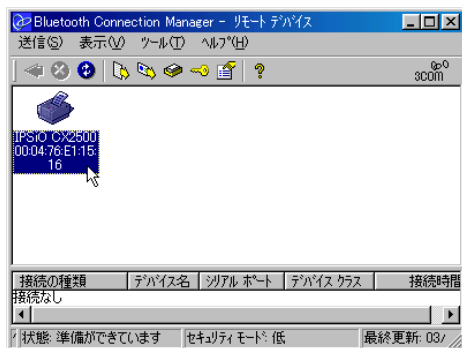 Bluetooth Connection Manager - リモート デバイス
送信(S) 表示(V) ツール(T) ヘルプ(H)
3com
IPSiO CX2500
00:04:76:E1:15:
16
接続の種類 デバイス名 シリアル ポート デバイス クラス 接続時間
接続なし
状態: 準備ができています セキュリティ モード: 低 最終更新: 03/